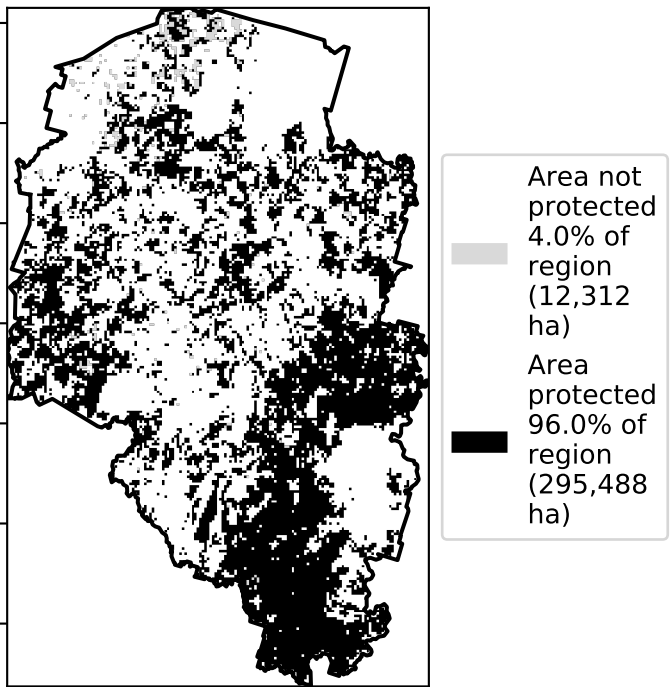 Area not
protected
4.0% of
region
(12,312
ha)
Area
protected
96.0% of
region
(295,488
ha)